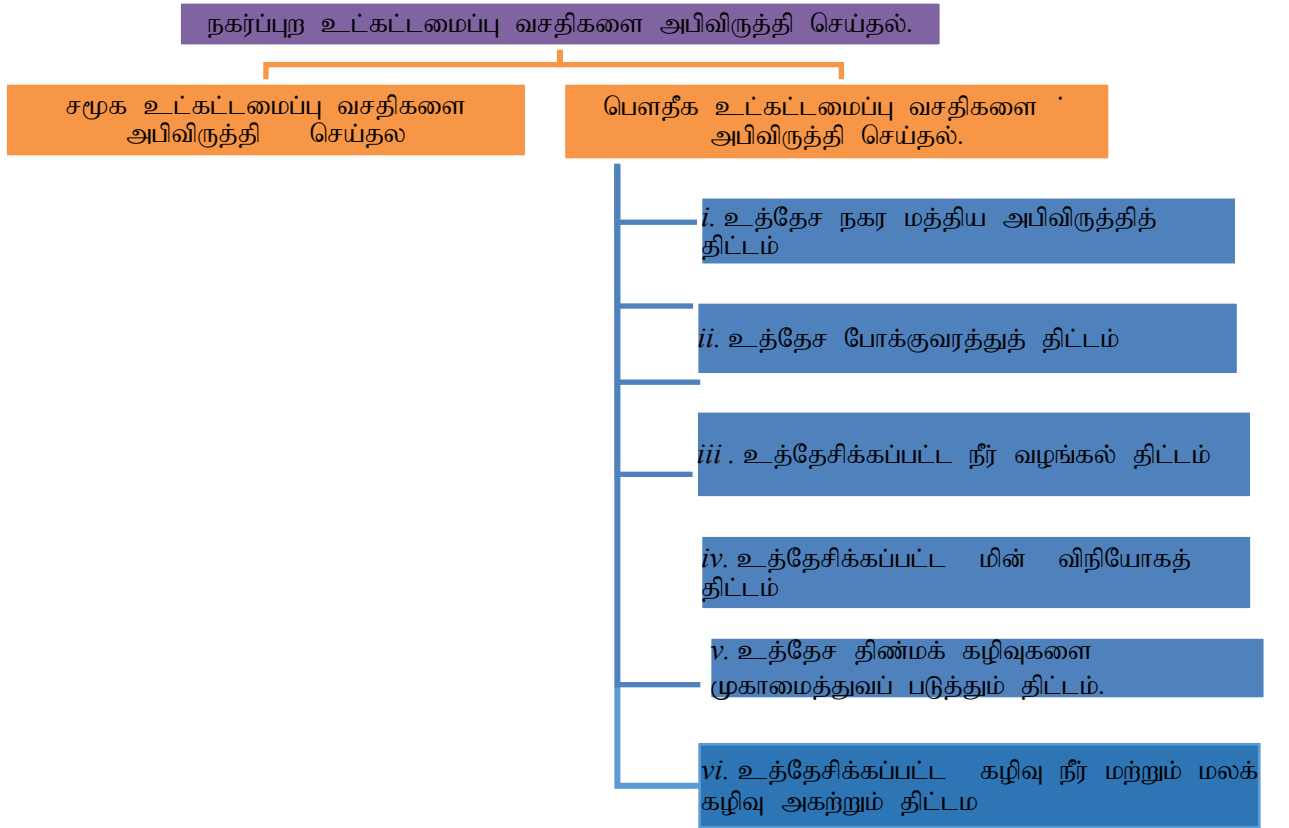 நகர்ப்புற உட்கட்டமைப்பு வசதிகளை அபிவிருத்தி செய்தல்.
சமூக உட்கட்டமைப்பு வசதிகளை
அபிவிருத்தி செய்தல
பௌதீக உட்கட்டமைப்பு வசதிகளை ்
அபிவிருத்தி செய்தல்.
i. உத்தேச நகர மத்திய அபிவிருத்தித்
திட்டம்
ii. உத்தேச போக்குவரத்துத் திட்டம்
iii . உத்தேசிக்கப்பட்ட நீர் வழங்கல் திட்டம்
iv. உத்தேசிக்கப்பட்ட மின் விநியோகத்
திட்டம்
v. உத்தேச திண்மக் கழிவுகளை
முகாமைத்துவப் படுத்தும் திட்டம்.
vi. உத்தேசிக்கப்பட்ட கழிவு நீர் மற்றும் மலக்
கழிவு அகற்றும் திட்டம